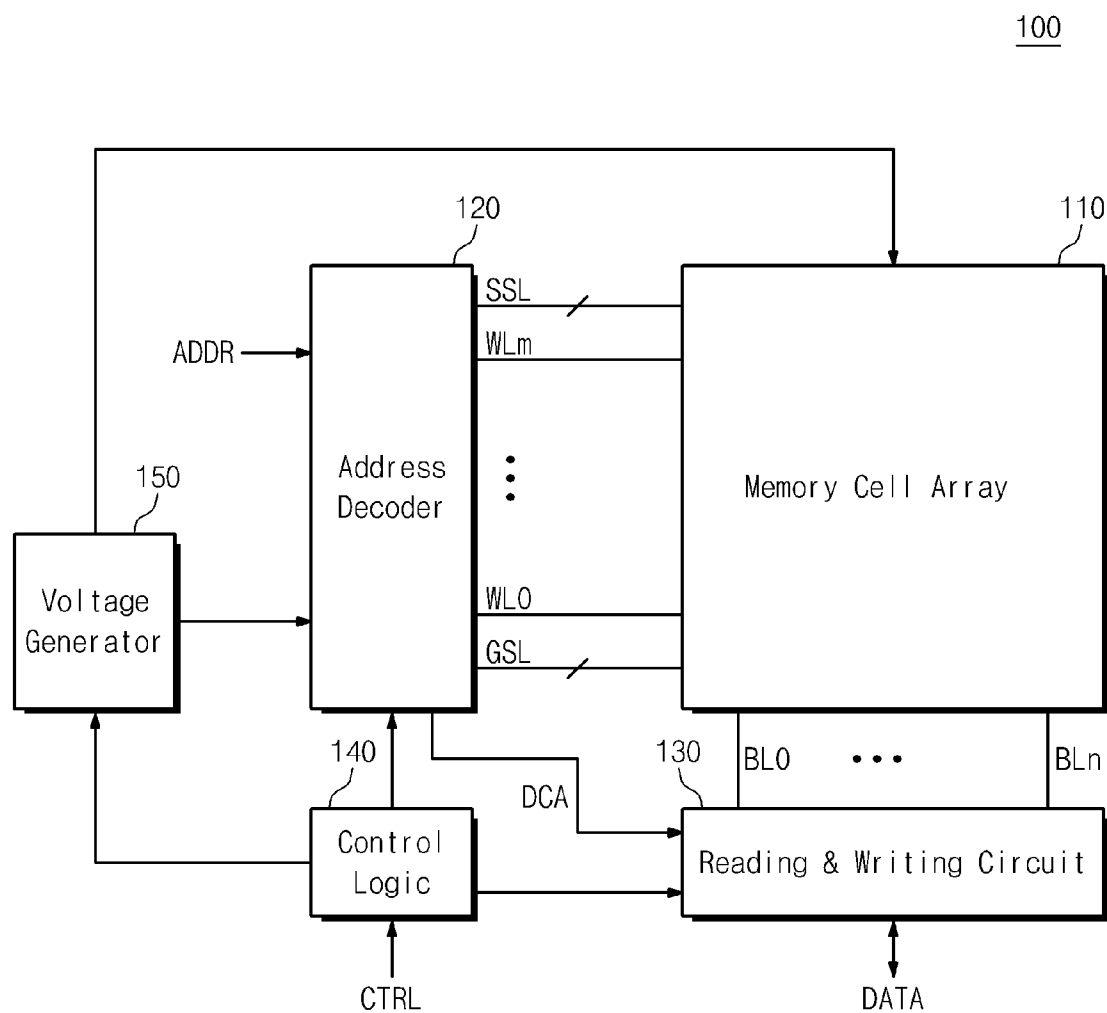 100
120
110
SSL
WLm
ADDR
Address
Decoder
Memory Cell Array
150
Voltage
Generator
WL0
GSL
140
130
BL0
BLn
DCA
Control
Logic
Reading & Writing Circuit
CTRL
DATA